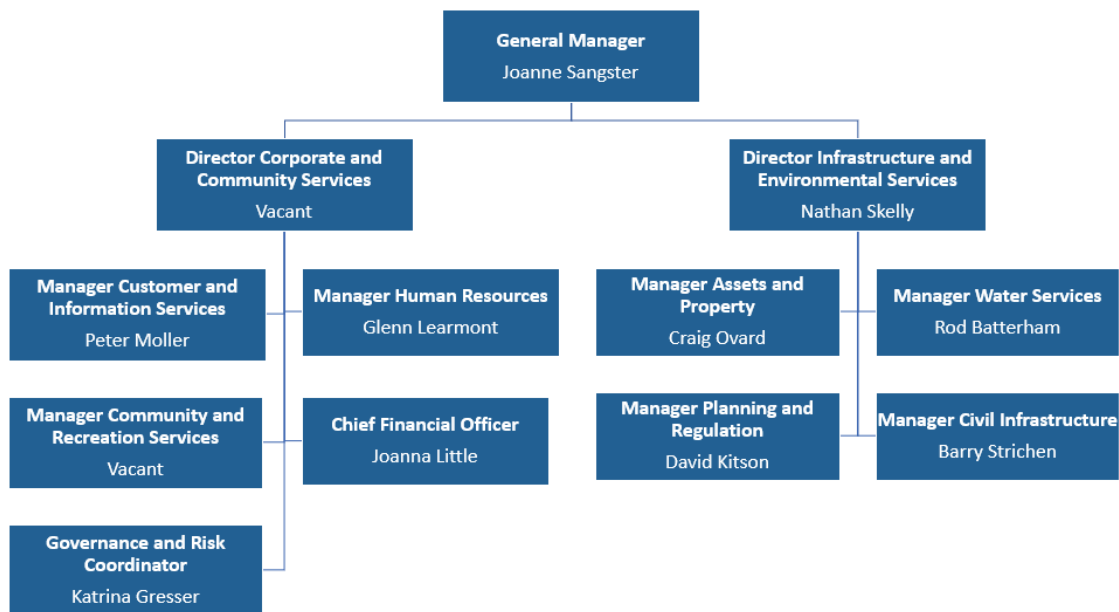 General Manager
Joanne Sangster
Director Corporate and
Community Services
Vacant
Director Infrastructure and
Environmental Services
Nathan Skelly
Manager Customer and
Information Services
Peter Moller
Manager Human Resources
Glenn Learmont
Manager Assets and
Property
Craig Ovard
Manager Water Services
Rod Batterham
Manager Community and
Recreation Services
Vacant
Chief Financial Officer
Joanna Little
Manager Planning and
Regulation
David Kitson
Manager Civil Infrastructure
Barry Strichen
Governance and Risk
Coordinator
Katrina Gresser